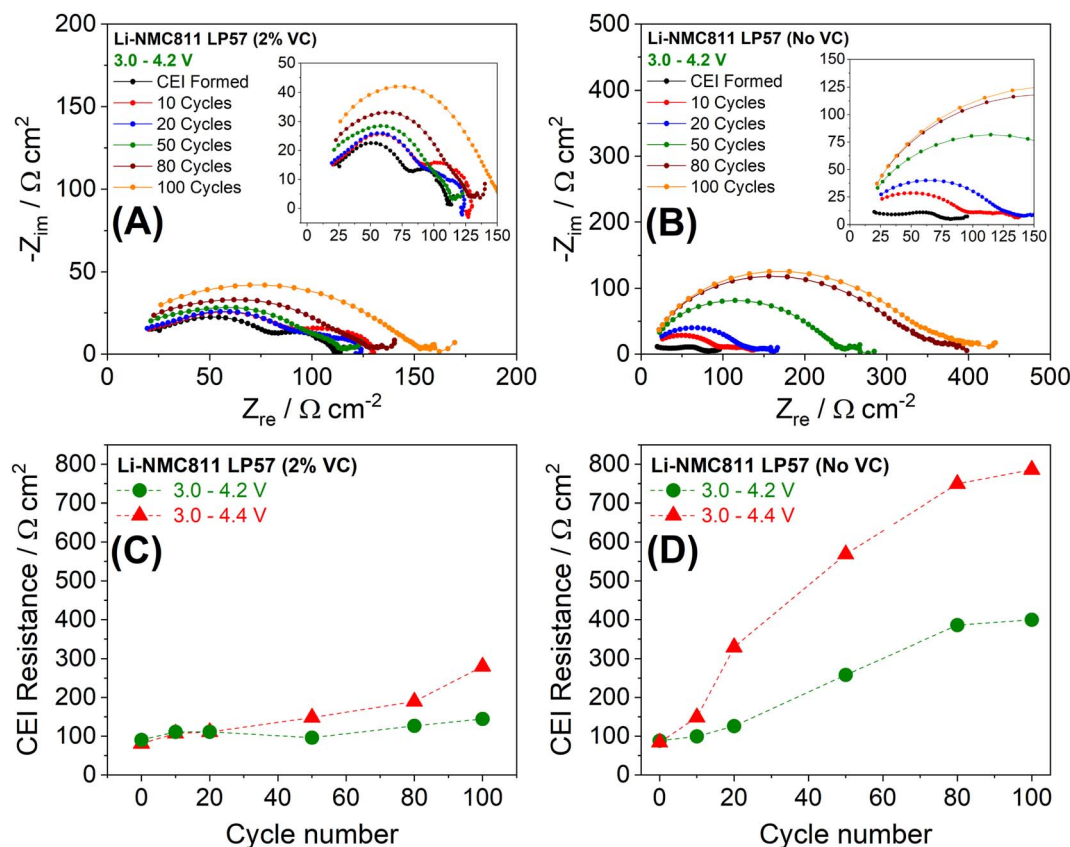 Li-NMC811 LP57 (2% VC)
3.0 - 4.2 V
CEI Formed
10 Cycles
20 Cycles
50 Cycles
80 Cycles
100 Cycles
(A)
200
150
100
50
0
-Z_im / Ω cm²
0 50 100 150 200
Z_re / Ω cm⁻²
50
40
30
20
10
0
0 25 50 75 100 125 150
Li-NMC811 LP57 (No VC)
3.0 - 4.2 V
CEI Formed
10 Cycles
20 Cycles
50 Cycles
80 Cycles
100 Cycles
(B)
500
400
300
200
100
0
-Z_im / Ω cm²
0 100 200 300 400 500
Z_re / Ω cm⁻²
150
125
100
75
50
25
0
0 25 50 75 100 125 150
Li-NMC811 LP57 (2% VC)
3.0 - 4.2 V
3.0 - 4.4 V
(C)
800
700
600
500
400
300
200
100
0
CEI Resistance / Ω cm²
0 20 40 60 80 100
Cycle number
Li-NMC811 LP57 (No VC)
3.0 - 4.2 V
3.0 - 4.4 V
(D)
800
700
600
500
400
300
200
100
0
CEI Resistance / Ω cm²
0 20 40 60 80 100
Cycle number